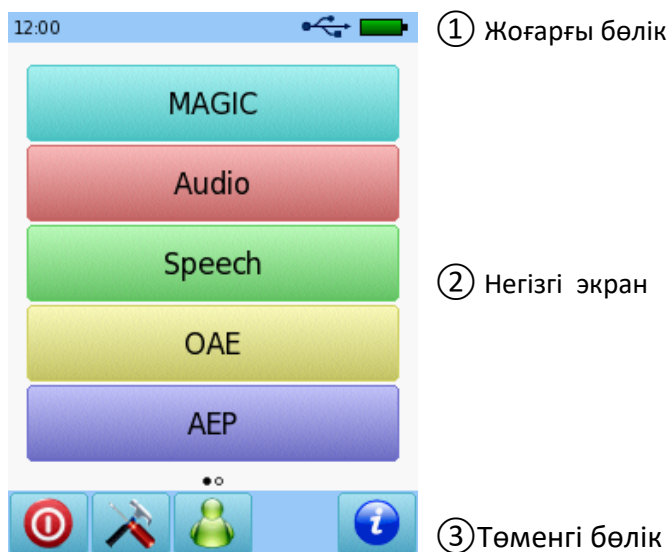 12:00
① Жоғарғы бөлік
MAGIC
Audio
Speech
② Негізгі экран
OAE
AEP
③Төменгі бөлік